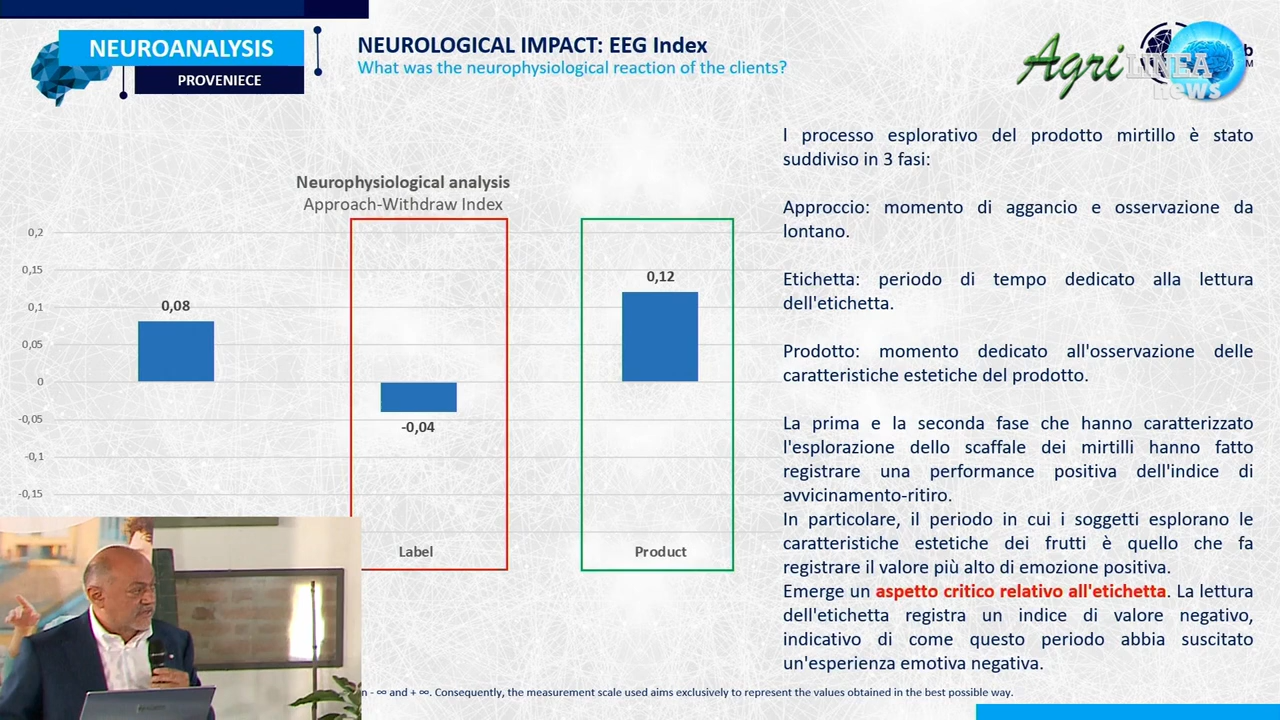 NEUROANALYSIS
PROVENIECE
NEUROLOGICAL IMPACT: EEG Index
What was the neurophysiological reaction of the clients?
Agri LINEA
news
b
M
Neurophysiological analysis
Approach-Withdraw Index
0,2
0,15
0,1
0,05
0
-0,05
-0,1
-0,15
0,08
-0,04
0,12
Label
Product
l processo esplorativo del prodotto mirtillo è stato
suddiviso in 3 fasi:
Approccio: momento di aggancio e osservazione da
lontano.
Etichetta: periodo di tempo dedicato alla lettura
dell'etichetta.
Prodotto: momento dedicato all'osservazione delle
caratteristiche estetiche del prodotto.
La prima e la seconda fase che hanno caratterizzato
l'esplorazione dello scaffale dei mirtilli hanno fatto
registrare una performance positiva dell'indice di
avvicinamento-ritiro.
In particolare, il periodo in cui i soggetti esplorano le
caratteristiche estetiche dei frutti è quello che fa
registrare il valore più alto di emozione positiva.
Emerge un aspetto critico relativo all'etichetta. La lettura
dell'etichetta registra un indice di valore negativo,
indicativo di come questo periodo abbia suscitato
un'esperienza emotiva negativa.
n - ∞ and + ∞. Consequently, the measurement scale used aims exclusively to represent the values obtained in the best possible way.